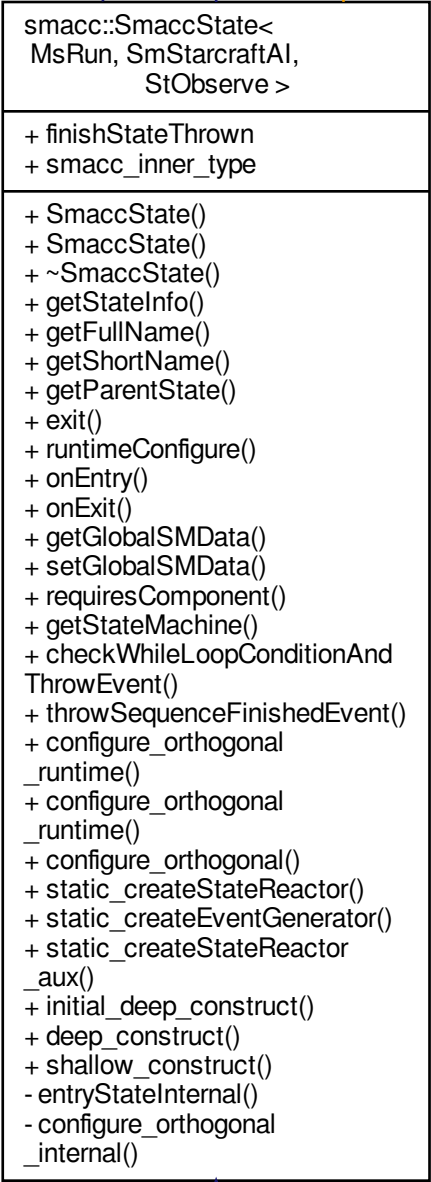 smacc::SmaccState<
MsRun, SmStarcraftAI,
StObserve >
+ finishStateThrown
+ smacc_inner_type
+ SmaccState()
+ SmaccState()
+ ~SmaccState()
+ getStateInfo()
+ getFullName()
+ getShortName()
+ getParentState()
+ exit()
+ runtimeConfigure()
+ onEntry()
+ onExit()
+ getGlobalSMData()
+ setGlobalSMData()
+ requiresComponent()
+ getStateMachine()
+ checkWhileLoopConditionAnd
ThrowEvent()
+ throwSequenceFinishedEvent()
+ configure_orthogonal
_runtime()
+ configure_orthogonal
_runtime()
+ configure_orthogonal()
+ static_createStateReactor()
+ static_createEventGenerator()
+ static_createStateReactor
_aux()
+ initial_deep_construct()
+ deep_construct()
+ shallow_construct()
- entryStateInternal()
- configure_orthogonal
_internal()